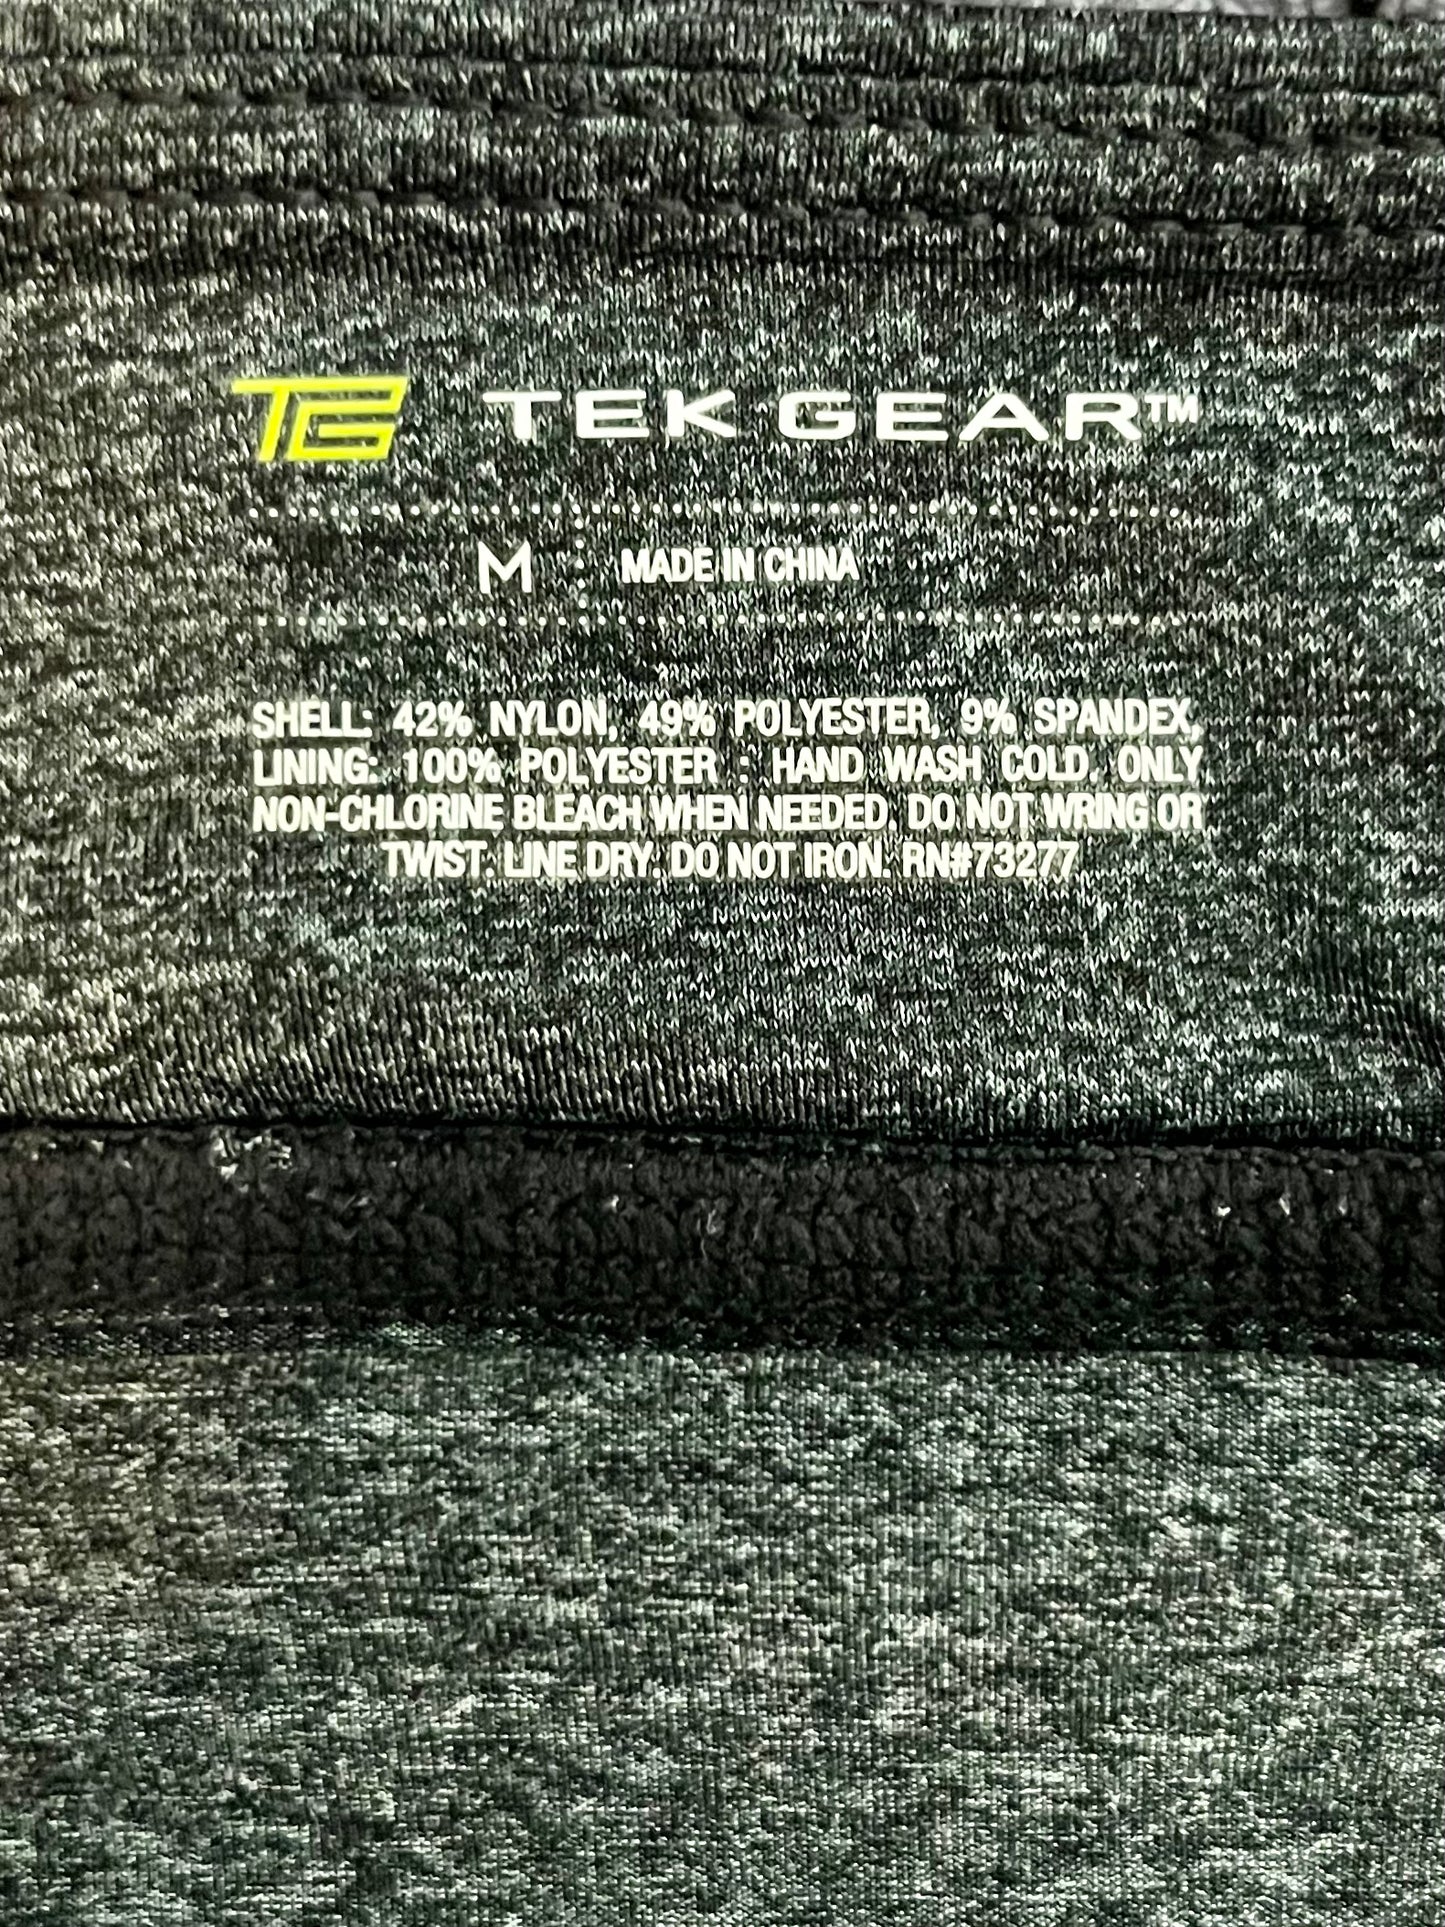 TG TEK GEAR™
M MADE IN CHINA
SHELL: 42% NYLON, 49% POLYESTER, 9% SPANDEX,
LINING: 100% POLYESTER : HAND WASH COLD. ONLY
NON-CHLORINE BLEACH WHEN NEEDED. DO NOT WRING OR
TWIST. LINE DRY. DO NOT IRON. RN#73277